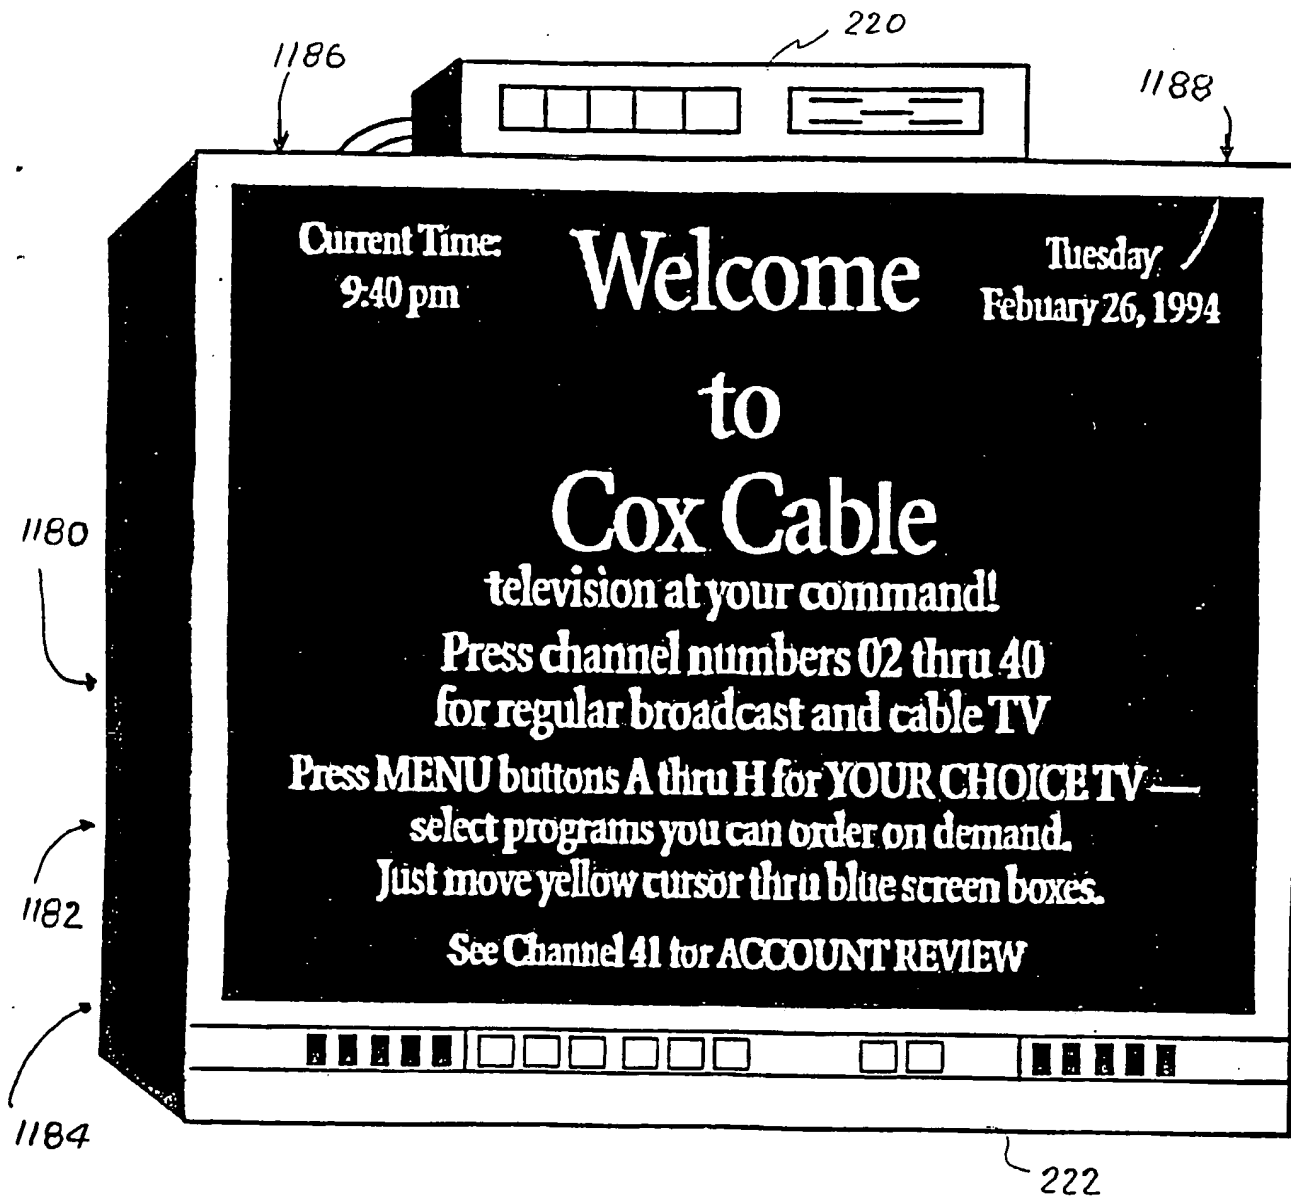 220
1186
1188
Current Time:
9:40 pm
Welcome
Tuesday
Febuary 26, 1994
to
Cox Cable
television at your command!
Press channel numbers 02 thru 40
for regular broadcast and cable TV
Press MENU buttons A thru H for YOUR CHOICE TV —
select programs you can order on demand.
Just move yellow cursor thru blue screen boxes.
See Channel 41 for ACCOUNT REVIEW
1180
1182
1184
222